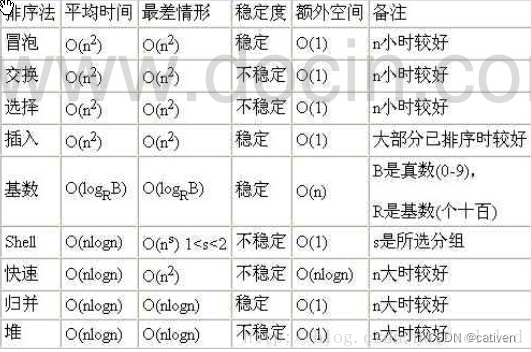 排序法 平均时间 最差情形 稳定度 额外空间 备注
冒泡 O(n²) O(n²) 稳定 O(1) n小时较好
交换 O(n²) O(n²) 不稳定 O(1) n小时较好
www.docin.co
选择 O(n²) O(n²) 不稳定 O(1) n小时较好
插入 O(n²) O(n²) 稳定 O(1) 大部分已排序时较好
基数 O(logRB) O(logRB) 稳定 O(n) B是真数(0-9),
R是基数(个十百)
Shell O(nlogn) O(nˢ) 1<s<2 不稳定 O(1) s是所选分组
快速 O(nlogn) O(n²) 不稳定 O(nlogn) n大时较好
归并 O(nlogn) O(nlogn) 稳定 O(1) n大时较好
堆 O(nlogn) O(nlogn) 不稳定 O(1) n大时较好
CSDN @cativen